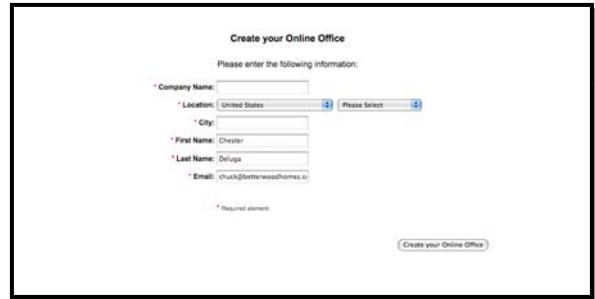 Create your Online Office
Please enter the following information:
* Company Name:
* Location: United States Please Select
* City:
* First Name: Chester
* Last Name: Deluga
* Email: chuck@betterwoodhomes.c
* Required element.
Create your Online Office